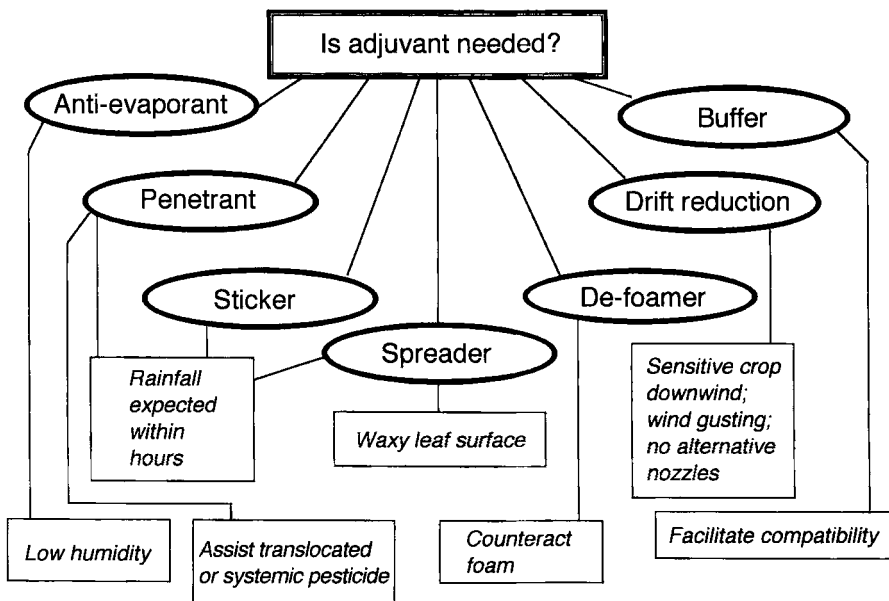 Is adjuvant needed?
Anti-evaporant
Buffer
Penetrant
Drift reduction
Sticker
De-foamer
Spreader
Rainfall
expected
within
hours
Waxy leaf surface
Sensitive crop
downwind;
wind gusting;
no alternative
nozzles
Low humidity
Assist translocated
or systemic pesticide
Counteract
foam
Facilitate compatibility